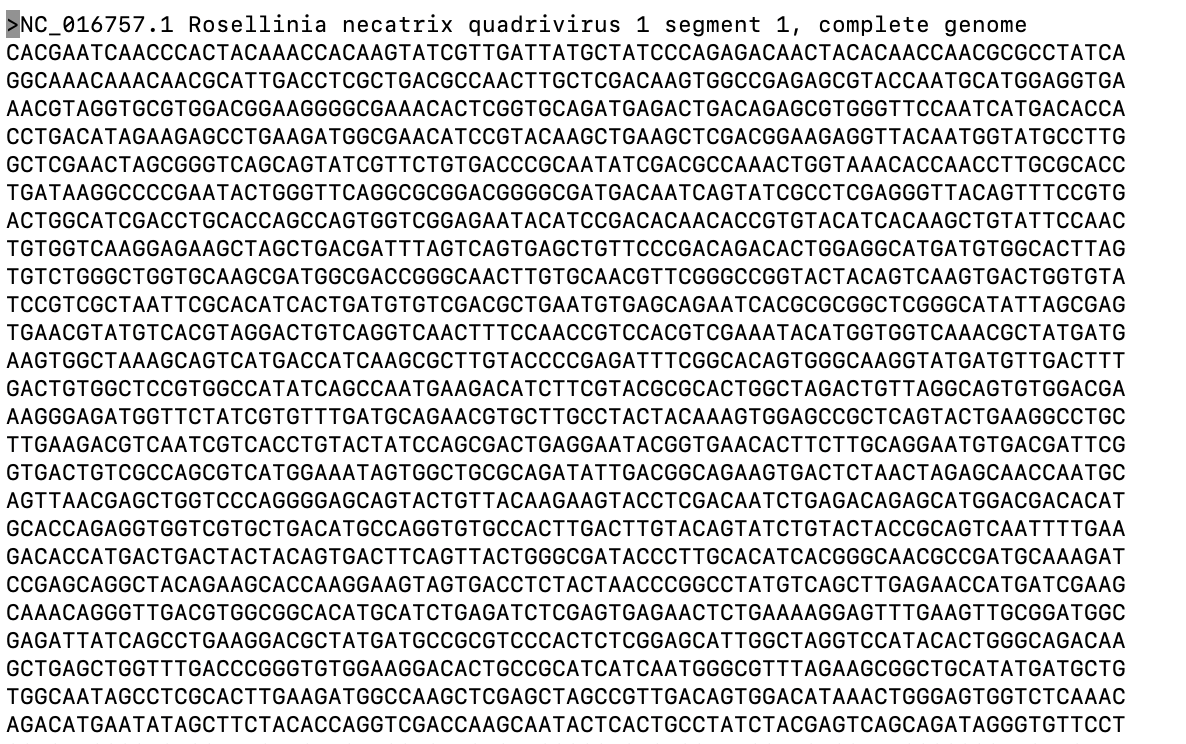 >NC_016757.1 Rosellinia necatrix quadrivirus 1 segment 1, complete genome
CACGAATCAACCCACTACAAACCACAAGTATCGTTGATTATGCTATCCCAGAGACAACTACACAACCAACGCGCCTATCA
GGCAAACAAACAACGCATTGACCTCGCTGACGCCAACTTGCTCGACAAGTGGCCGAGAGCGTACCAATGCATGGAGGTGA
AACGTAGGTGCGTGGACGGAAGGGGCGAAACACTCGGTGCAGATGAGACTGACAGAGCGTGGGTTCCAATCATGACACCA
CCTGACATAGAAGAGCCTGAAGATGGCGAACATCCGTACAAGCTGAAGCTCGACGGAAGAGGTTACAATGGTATGCCTTG
GCTCGAACTAGCGGGTCAGCAGTATCGTTCTGTGACCCGCAATATCGACGCCAAACTGGTAAACACCAACCTTGCGCACC
TGATAAGGCCCCGAATACTGGGTTCAGGCGCGGACGGGGCGATGACAATCAGTATCGCCTCGAGGGTTACAGTTTCCGTG
ACTGGCATCGACCTGCACCAGCCAGTGGTCGGAGAATACATCCGACACAACACCGTGTACATCACAAGCTGTATTCCAAC
TGTGGTCAAGGAGAAGCTAGCTGACGATTTAGTCAGTGAGCTGTTCCCGACAGACACTGGAGGCATGATGTGGCACTTAG
TGTCTGGGCTGGTGCAAGCGATGGCGACCGGGCAACTTGTGCAACGTTCGGGCCGGTACTACAGTCAAGTGACTGGTGTA
TCCGTCGCTAATTCGCACATCACTGATGTGTCGACGCTGAATGTGAGCAGAATCACGCGCGGCTCGGGCATATTAGCGAG
TGAACGTATGTCACGTAGGACTGTCAGGTCAACTTTCCAACCGTCCACGTCGAAATACATGGTGGTCAAACGCTATGATG
AAGTGGCTAAAGCAGTCATGACCATCAAGCGCTTGTACCCCGAGATTTCGGCACAGTGGGCAAGGTATGATGTTGACTTT
GACTGTGGCTCCGTGGCCATATCAGCCAATGAAGACATCTTCGTACGCGCACTGGCTAGACTGTTAGGCAGTGTGGACGA
AAGGGAGATGGTTCTATCGTGTTTGATGCAGAACGTGCTTGCCTACTACAAAGTGGAGCCGCTCAGTACTGAAGGCCTGC
TTGAAGACGTCAATCGTCACCTGTACTATCCAGCGACTGAGGAATACGGTGAACACTTCTTGCAGGAATGTGACGATTCG
GTGACTGTCGCCAGCGTCATGGAAATAGTGGCTGCGCAGATATTGACGGCAGAAGTGACTCTAACTAGAGCAACCAATGC
AGTTAACGAGCTGGTCCCAGGGGAGCAGTACTGTTACAAGAAGTACCTCGACAATCTGAGACAGAGCATGGACGACACAT
GCACCAGAGGTGGTCGTGCTGACATGCCAGGTGTGCCACTTGACTTGTACAGTATCTGTACTACCGCAGTCAATTTTGAA
GACACCATGACTGACTACTACAGTGACTTCAGTTACTGGGCGATACCCTTGCACATCACGGGCAACGCCGATGCAAAGAT
CCGAGCAGGCTACAGAAGCACCAAGGAAGTAGTGACCTCTACTAACCCGGCCTATGTCAGCTTGAGAACCATGATCGAAG
CAAACAGGGTTGACGTGGCGGCACATGCATCTGAGATCTCGAGTGAGAACTCTGAAAAGGAGTTTGAAGTTGCGGATGGC
GAGATTATCAGCCTGAAGGACGCTATGATGCCGCGTCCCACTCTCGGAGCATTGGCTAGGTCCATACACTGGGCAGACAA
GCTGAGCTGGTTTGACCCGGGTGTGGAAGGACACTGCCGCATCATCAATGGGCGTTTAGAAGCGGCTGCATATGATGCTG
TGGCAATAGCCTCGCACTTGAAGATGGCCAAGCTCGAGCTAGCCGTTGACAGTGGACATAAACTGGGAGTGGTCTCAAAC
AGACATGAATATAGCTTCTACACCAGGTCGACCAAGCAATACTCACTGCCTATCTACGAGTCAGCAGATAGGGTGTTCCT